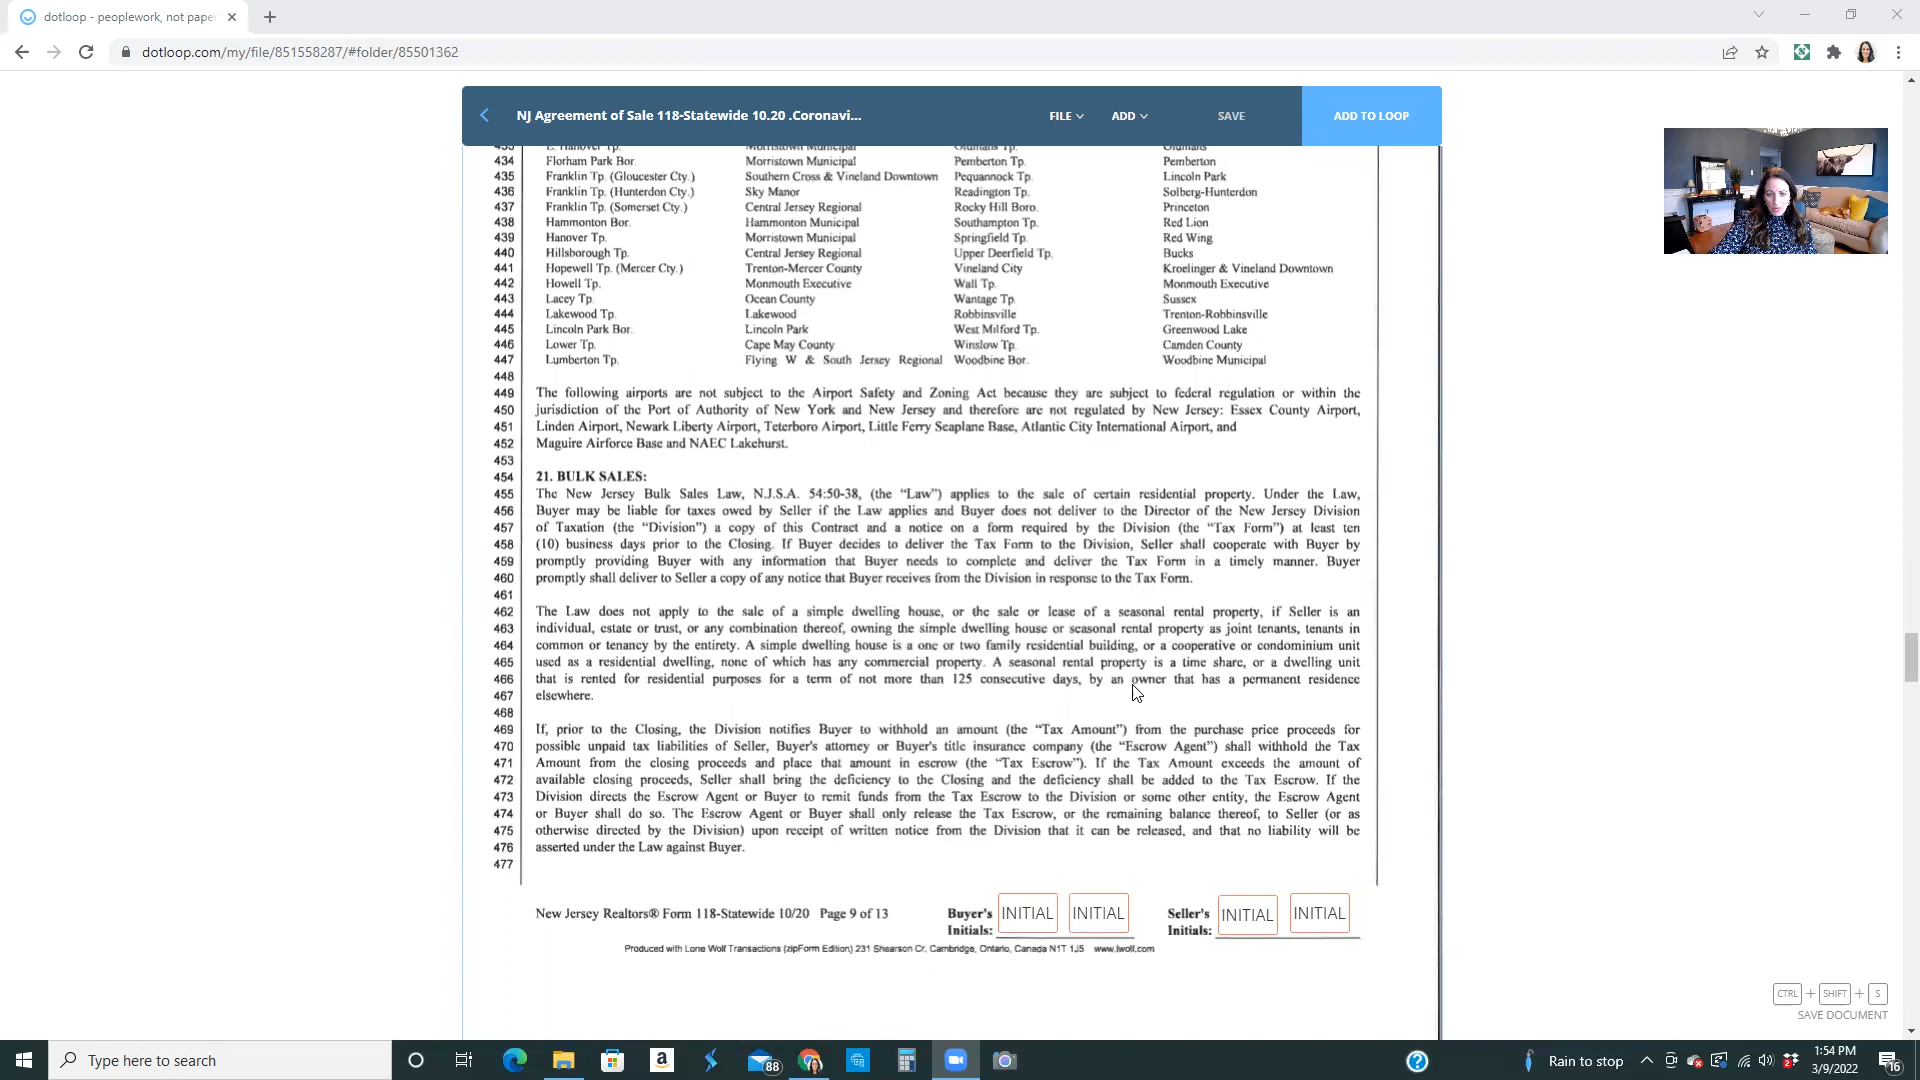 dotloop - peoplework, not pape
dotloop.com/my/file/851558287/#folder/85501362
NJ Agreement of Sale 118-Statewide 10.20 .Coronavi... FILE ADD SAVE ADD TO LOOP
434 Florham Park Bor. Morristown Municipal Pemberton Tp. Pemberton
435 Franklin Tp. (Gloucester Cty.) Southern Cross & Vineland Downtown Pequannock Tp. Lincoln Park
436 Franklin Tp. (Hunterdon Cty.) Sky Manor Readington Tp. Solberg-Hunterdon
437 Franklin Tp. (Somerset Cty.) Central Jersey Regional Rocky Hill Boro. Princeton
438 Hammonton Bor. Hammonton Municipal Southampton Tp. Red Lion
439 Hanover Tp. Morristown Municipal Springfield Tp. Red Wing
440 Hillsborough Tp. Central Jersey Regional Upper Deerfield Tp. Bucks
441 Hopewell Tp. (Mercer Cty.) Trenton-Mercer County Vineland City Kroelinger & Vineland Downtown
442 Howell Tp. Monmouth Executive Wall Tp. Monmouth Executive
443 Lacey Tp. Ocean County Wantage Tp. Sussex
444 Lakewood Tp. Lakewood Robbinsville Trenton-Robbinsville
445 Lincoln Park Bor. Lincoln Park West Milford Tp. Greenwood Lake
446 Lower Tp. Cape May County Winslow Tp. Camden County
447 Lumberton Tp. Flying W & South Jersey Regional Woodbine Bor. Woodbine Municipal
448
449 The following airports are not subject to the Airport Safety and Zoning Act because they are subject to federal regulation or within the
450 jurisdiction of the Port of Authority of New York and New Jersey and therefore are not regulated by New Jersey: Essex County Airport,
451 Linden Airport, Newark Liberty Airport, Teterboro Airport, Little Ferry Seaplane Base, Atlantic City International Airport, and
452 Maguire Airforce Base and NAEC Lakehurst.
453
454 21. BULK SALES:
455 The New Jersey Bulk Sales Law, N.J.S.A. 54:50-38, (the “Law”) applies to the sale of certain residential property. Under the Law,
456 Buyer may be liable for taxes owed by Seller if the Law applies and Buyer does not deliver to the Director of the New Jersey Division
457 of Taxation (the “Division”) a copy of this Contract and a notice on a form required by the Division (the “Tax Form”) at least ten
458 (10) business days prior to the Closing. If Buyer decides to deliver the Tax Form to the Division, Seller shall cooperate with Buyer by
459 promptly providing Buyer with any information that Buyer needs to complete and deliver the Tax Form in a timely manner. Buyer
460 promptly shall deliver to Seller a copy of any notice that Buyer receives from the Division in response to the Tax Form.
461
462 The Law does not apply to the sale of a simple dwelling house, or the sale or lease of a seasonal rental property, if Seller is an
463 individual, estate or trust, or any combination thereof, owning the simple dwelling house or seasonal rental property as joint tenants, tenants in
464 common or tenancy by the entirety. A simple dwelling house is a one or two family residential building, or a cooperative or condominium unit
465 used as a residential dwelling, none of which has any commercial property. A seasonal rental property is a time share, or a dwelling unit
466 that is rented for residential purposes for a term of not more than 125 consecutive days, by an owner that has a permanent residence
467 elsewhere.
468
469 If, prior to the Closing, the Division notifies Buyer to withhold an amount (the “Tax Amount”) from the purchase price proceeds for
470 possible unpaid tax liabilities of Seller, Buyer's attorney or Buyer's title insurance company (the “Escrow Agent”) shall withhold the Tax
471 Amount from the closing proceeds and place that amount in escrow (the “Tax Escrow”). If the Tax Amount exceeds the amount of
472 available closing proceeds, Seller shall bring the deficiency to the Closing and the deficiency shall be added to the Tax Escrow. If the
473 Division directs the Escrow Agent or Buyer to remit funds from the Tax Escrow to the Division or some other entity, the Escrow Agent
474 or Buyer shall do so. The Escrow Agent or Buyer shall only release the Tax Escrow, or the remaining balance thereof, to Seller (or as
475 otherwise directed by the Division) upon receipt of written notice from the Division that it can be released, and that no liability will be
476 asserted under the Law against Buyer.
477
New Jersey Realtors® Form 118-Statewide 10/20 Page 9 of 13 Buyer's Initials: INITIAL INITIAL Seller's Initials: INITIAL INITIAL
Produced with Lone Wolf Transactions (zipForm Edition) 231 Shearson Cr. Cambridge, Ontario, Canada N1T 1J5 www.lwolf.com
CTRL + SHIFT + S
SAVE DOCUMENT
Type here to search 88 Rain to stop 2 1:54 PM
3/9/2022 16